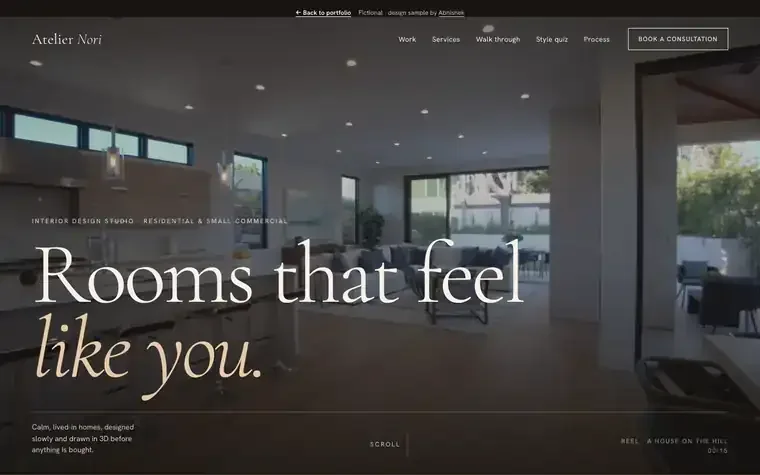 ← Back to portfolio Fictional · design sample by Abhishek
Atelier Nori
Work Services Walk through Style quiz Process BOOK A CONSULTATION
INTERIOR DESIGN STUDIO · RESIDENTIAL & SMALL COMMERCIAL
Rooms that feel
like you.
Calm, lived-in homes, designed
slowly and drawn in 3D before
anything is bought.
SCROLL
REEL · A HOUSE ON THE HILL
00:16